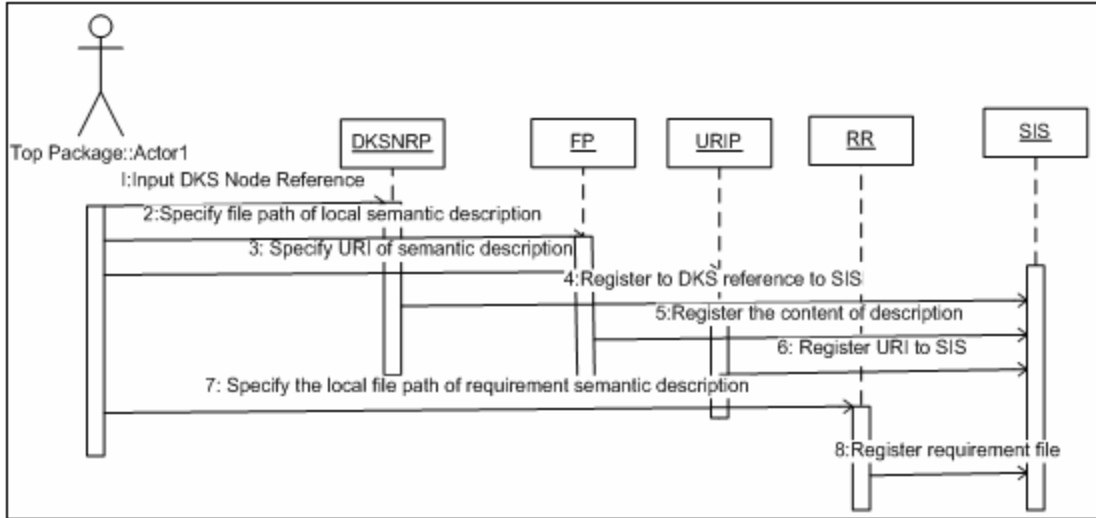 DKSNRP
FP
URIP
RR
SIS
Top Package::Actor1
I:Input DKS Node Reference
2:Specify file path of local semantic description
3: Specify URI of semantic description
4:Register to DKS reference to SIS
5:Register the content of description
6: Register URI to SIS
7: Specify the local file path of requirement semantic description
8:Register requirement file